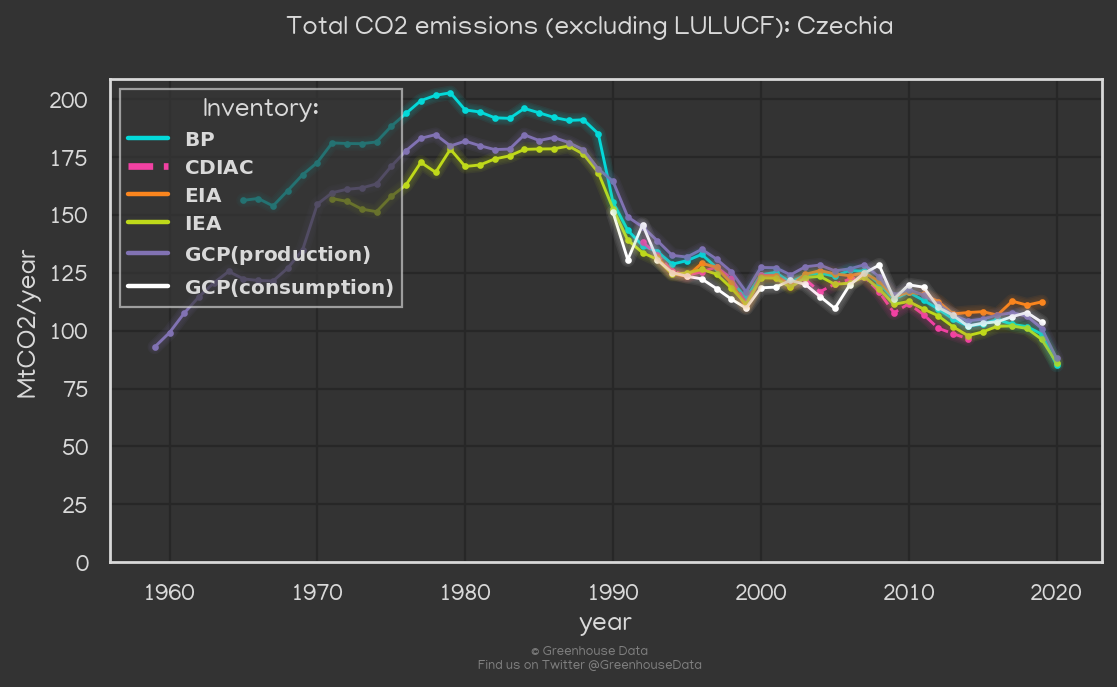 Total CO2 emissions (excluding LULUCF): Czechia
Inventory:
BP
CDIAC
EIA
IEA
GCP(production)
GCP(consumption)
MtCO2/year
200
175
150
125
100
75
50
25
0
1960 1970 1980 1990 2000 2010 2020
year
© Greenhouse Data
Find us on Twitter @GreenhouseData